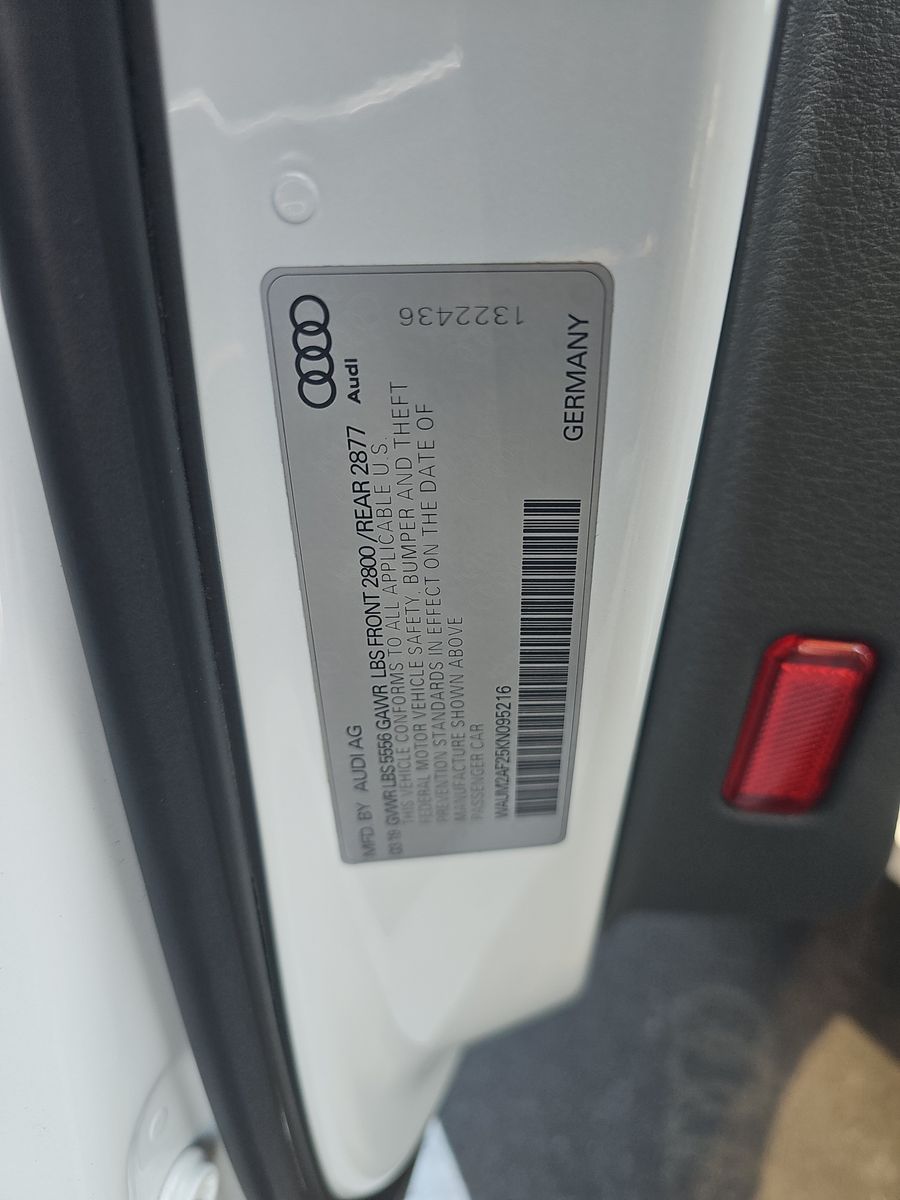 Audi
1322436
MFD BY AUDI AG
03.19 GVWR LBS 5556 GAWR LBS FRONT 2800 /REAR 2877
THIS VEHICLE CONFORMS TO ALL APPLICABLE U.S.
FEDERAL MOTOR VEHICLE SAFETY, BUMPER AND THEFT
PREVENTION STANDARDS IN EFFECT ON THE DATE OF
MANUFACTURE SHOWN ABOVE
PASSENGER CAR
WAUM2AF25KN095216
GERMANY